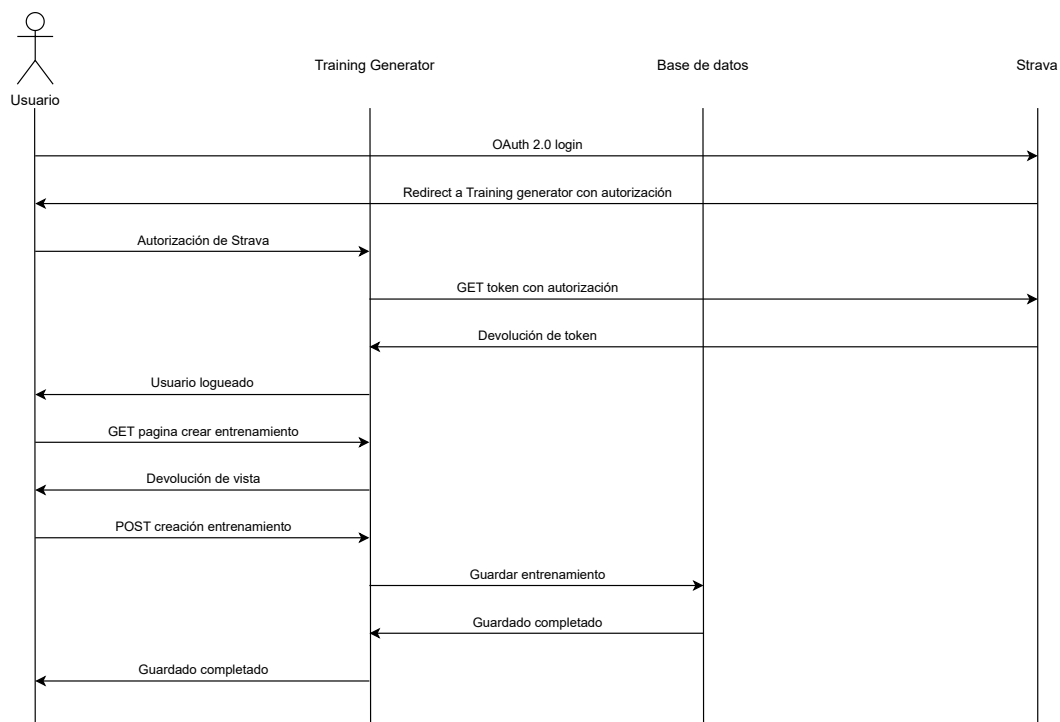 Training Generator
Base de datos
Strava
Usuario
OAuth 2.0 login
Redirect a Training generator con autorización
Autorización de Strava
GET token con autorización
Devolución de token
Usuario logueado
GET pagina crear entrenamiento
Devolución de vista
POST creación entrenamiento
Guardar entrenamiento
Guardado completado
Guardado completado